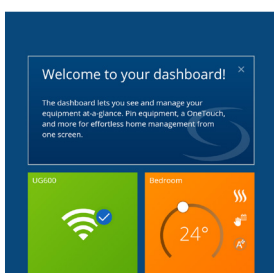 Welcome to your dashboard!
The dashboard lets you see and manage your
equipment at-a-glance. Pin equipment, a OneTouch,
and more for effortless home management from
one screen.
UG600
Bedroom
24°
A